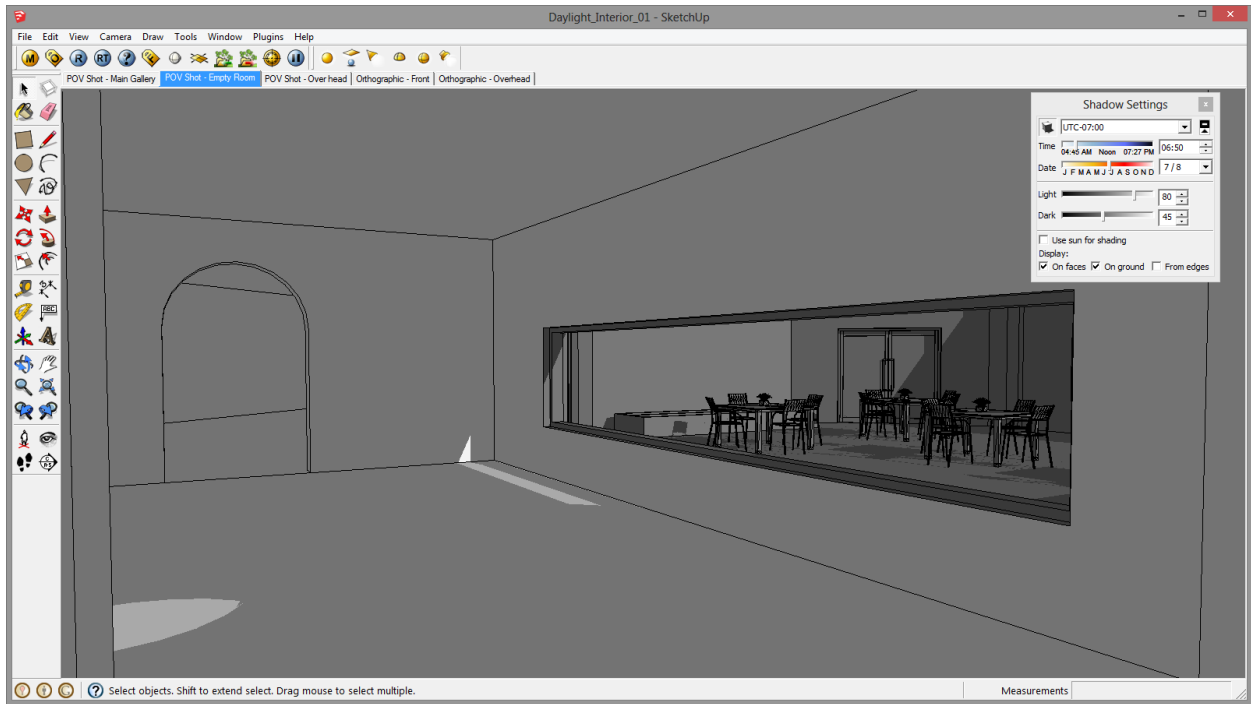 Daylight_Interior_01 - SketchUp
File Edit View Camera Draw Tools Window Plugins Help
M R RT
POV Shot - Main Gallery POV Shot - Empty Room POV Shot - Over head Orthographic - Front Orthographic - Overhead
Shadow Settings
UTC-07:00
Time 04:45 AM Noon 07:27 PM 06:50
Date J F M A M J J A S O N D 7 / 8
Light 80
Dark 45
Use sun for shading
Display:
On faces On ground From edges
ABC
Select objects. Shift to extend select. Drag mouse to select multiple.
Measurements